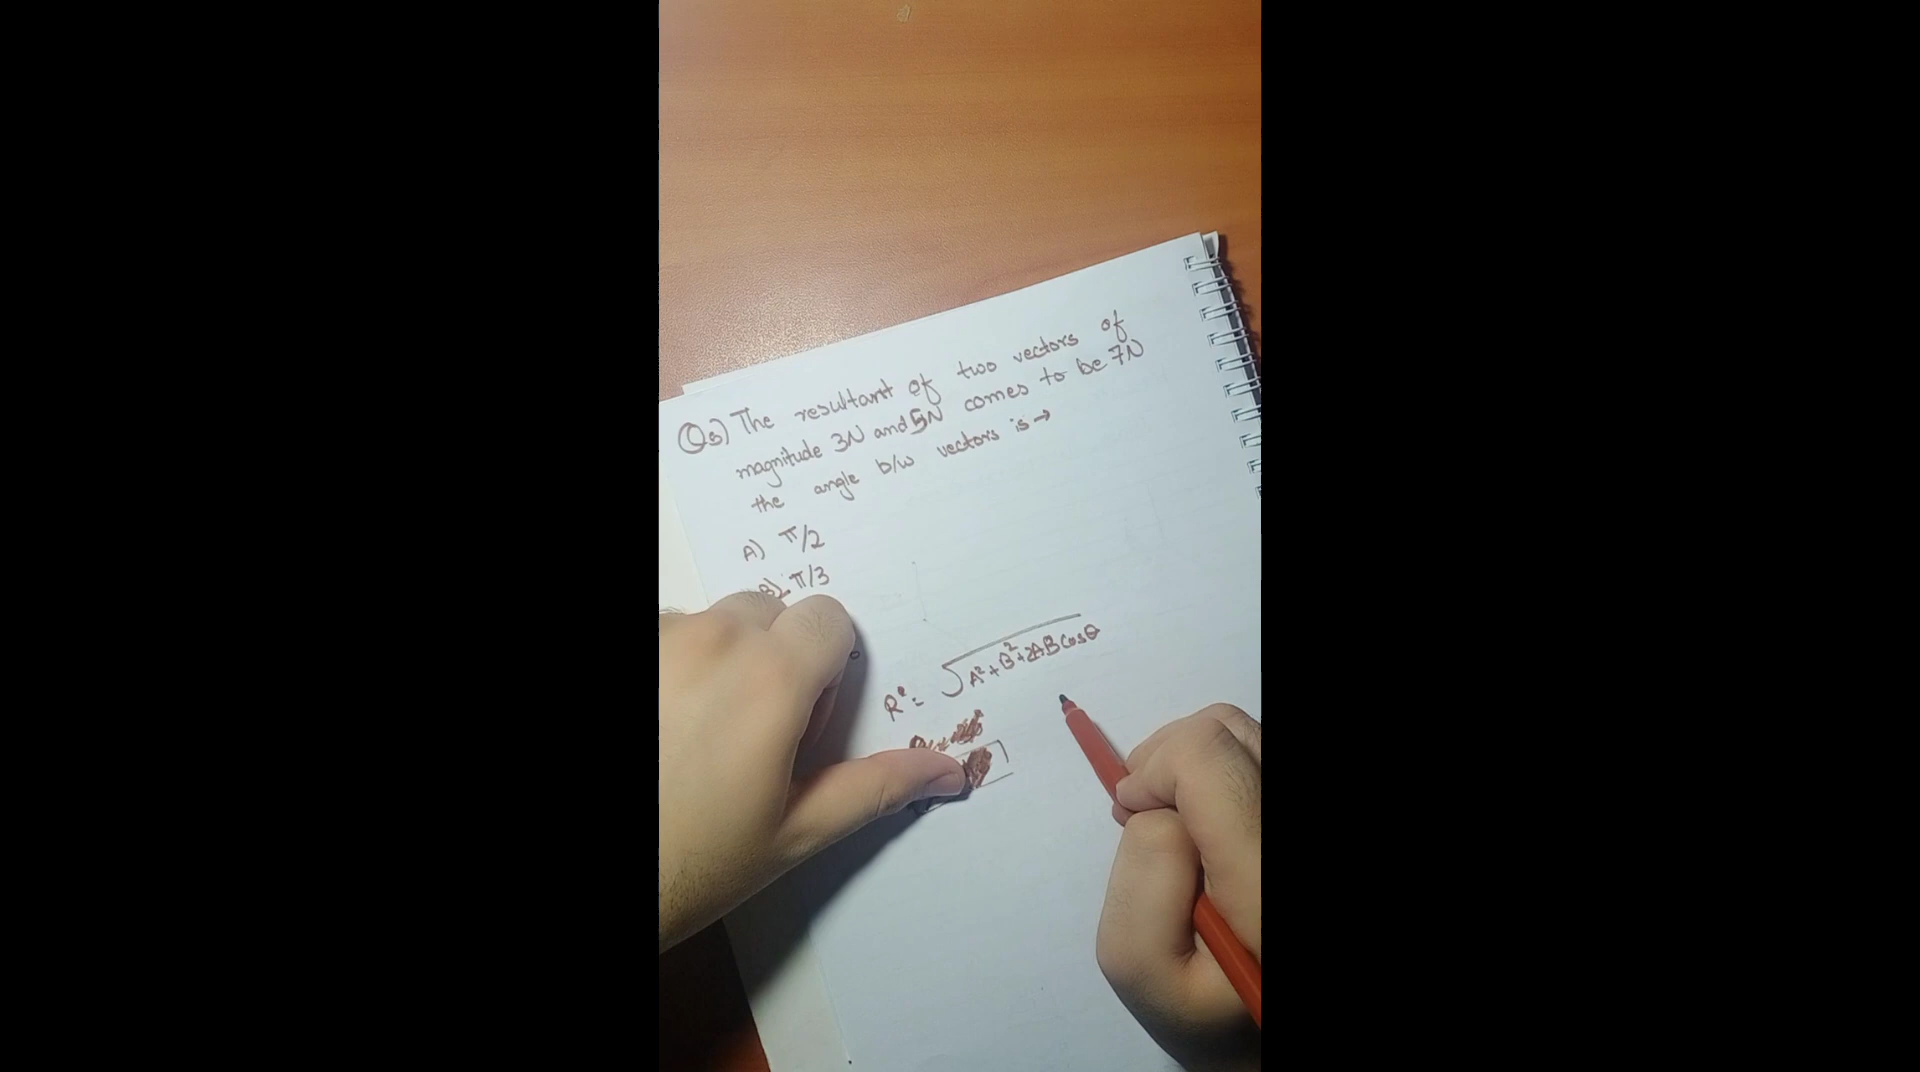 Q3) The resultant of two vectors of
magnitude 3N and 5N comes to be 7N
the angle b/w vectors is →
A) π/2
B) π/3
R² = √A²+B²+2ABCosθ